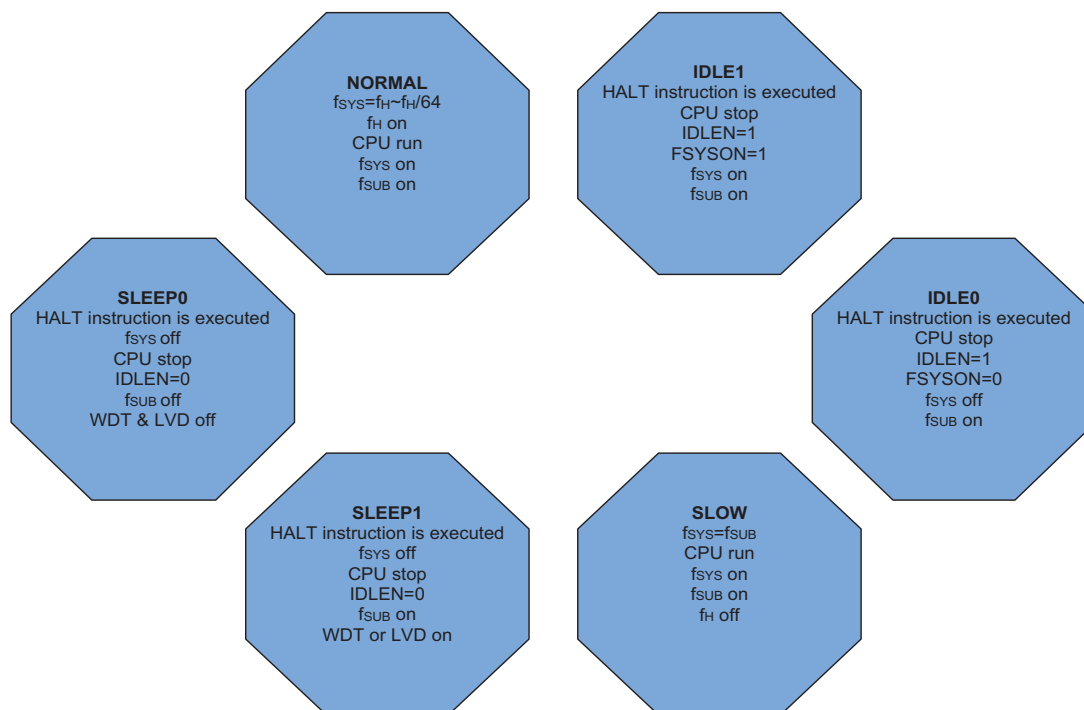 NORMAL
fSYS=fH~fH/64
fH on
CPU run
fSYS on
fSUB on
IDLE1
HALT instruction is executed
CPU stop
IDLEN=1
FSYSON=1
fSYS on
fSUB on
SLEEP0
HALT instruction is executed
fSYS off
CPU stop
IDLEN=0
fSUB off
WDT & LVD off
IDLE0
HALT instruction is executed
CPU stop
IDLEN=1
FSYSON=0
fSYS off
fSUB on
SLEEP1
HALT instruction is executed
fSYS off
CPU stop
IDLEN=0
fSUB on
WDT or LVD on
SLOW
fSYS=fSUB
CPU run
fSYS on
fSUB on
fH off